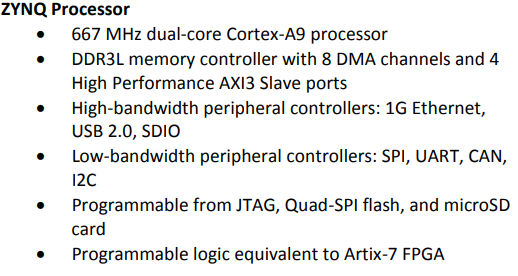 ZYNQ Processor
• 667 MHz dual-core Cortex-A9 processor
• DDR3L memory controller with 8 DMA channels and 4
High Performance AXI3 Slave ports
• High-bandwidth peripheral controllers: 1G Ethernet,
USB 2.0, SDIO
• Low-bandwidth peripheral controllers: SPI, UART, CAN,
I2C
• Programmable from JTAG, Quad-SPI flash, and microSD
card
• Programmable logic equivalent to Artix-7 FPGA